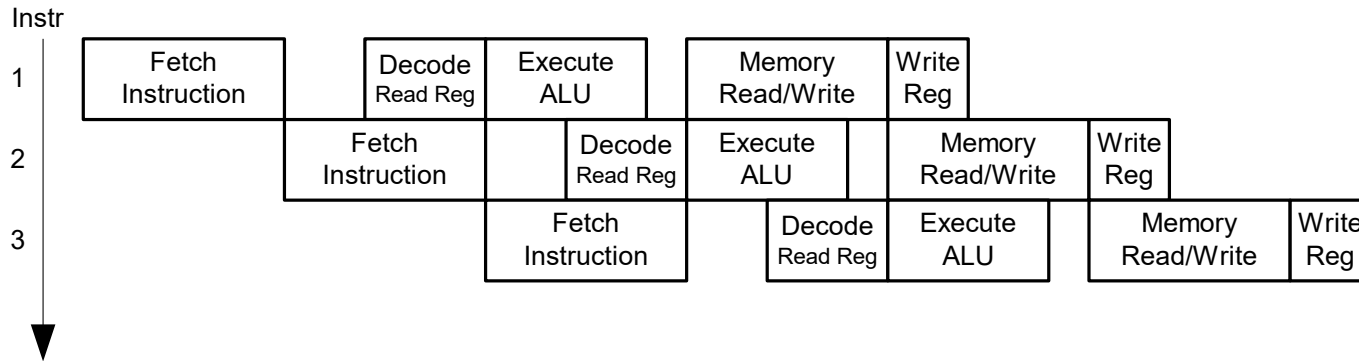 Instr
1
Fetch
Instruction
Decode
Read Reg
Execute
ALU
Memory
Read/Write
Write
Reg
2
Fetch
Instruction
Decode
Read Reg
Execute
ALU
Memory
Read/Write
Write
Reg
3
Fetch
Instruction
Decode
Read Reg
Execute
ALU
Memory
Read/Write
Write
Reg